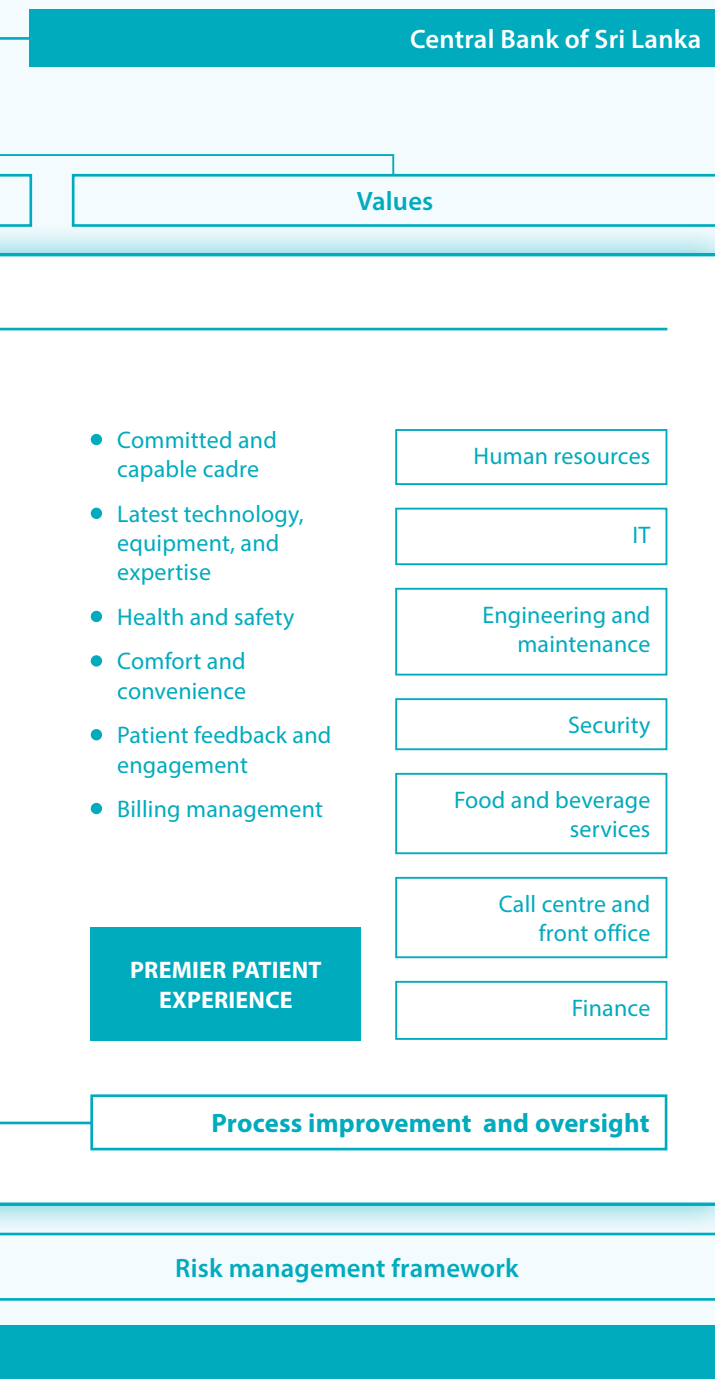 Central Bank of Sri Lanka
Values
Committed and
capable cadre
Latest technology,
equipment, and
expertise
Health and safety
Comfort and
convenience
Patient feedback and
engagement
Billing management
PREMIER PATIENT
EXPERIENCE
Human resources
IT
Engineering and
maintenance
Security
Food and beverage
services
Call centre and
front office
Finance
Process improvement and oversight
Risk management framework